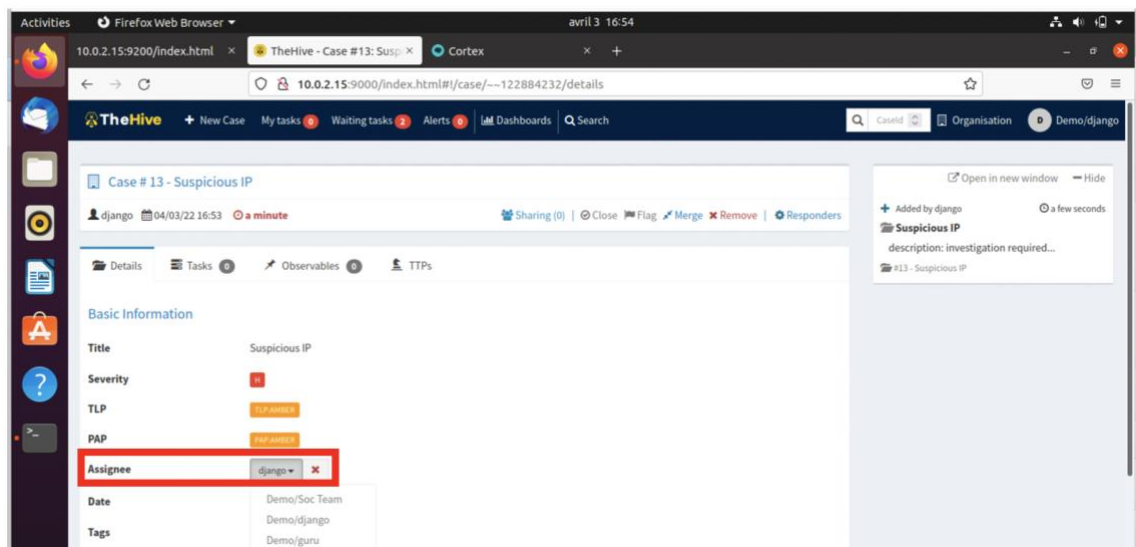 Activities Firefox Web Browser avril 3 16:54
10.0.2.15:9200/index.html × TheHive - Case #13: Susp × Cortex × +
10.0.2.15:9000/index.html#!/case/~~122884232/details
TheHive + New Case My tasks 0 Waiting tasks 2 Alerts 0 Dashboards Search CaseId Organisation D Demo/django
Open in new window Hide
Case # 13 - Suspicious IP
django 04/03/22 16:53 a minute Sharing (0) | Close Flag Merge Remove | Responders
Added by django a few seconds
Suspicious IP
description: investigation required...
#13 - Suspicious IP
Details Tasks 0 Observables 0 TTPs
Basic Information
Title Suspicious IP
Severity H
TLP TLP:AMBER
PAP PAP:AMBER
Assignee django
Date Demo/Soc Team
Demo/django
Tags Demo/guru